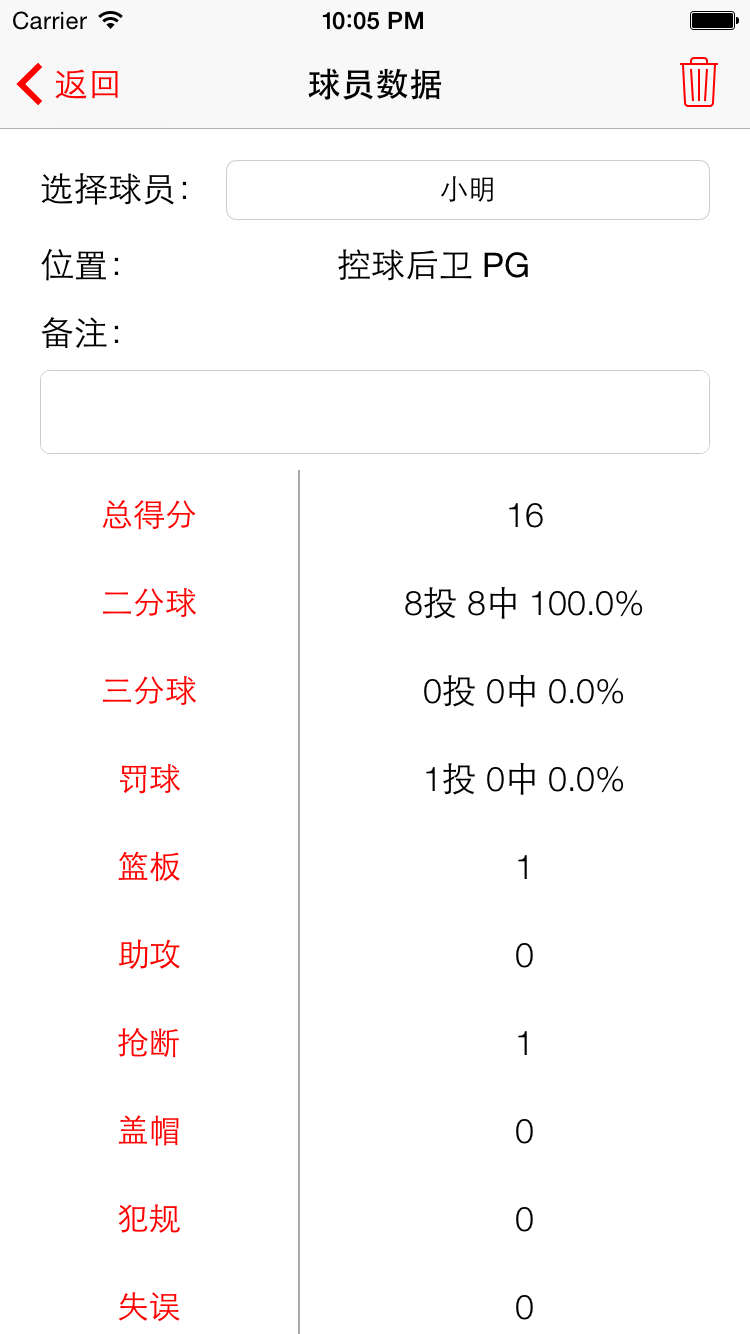 Carrier 10:05 PM
返回 球员数据
选择球员: 小明
位置: 控球后卫 PG
备注:
总得分 16
二分球 8投 8中 100.0%
三分球 0投 0中 0.0%
罚球 1投 0中 0.0%
篮板 1
助攻 0
抢断 1
盖帽 0
犯规 0
失误 0